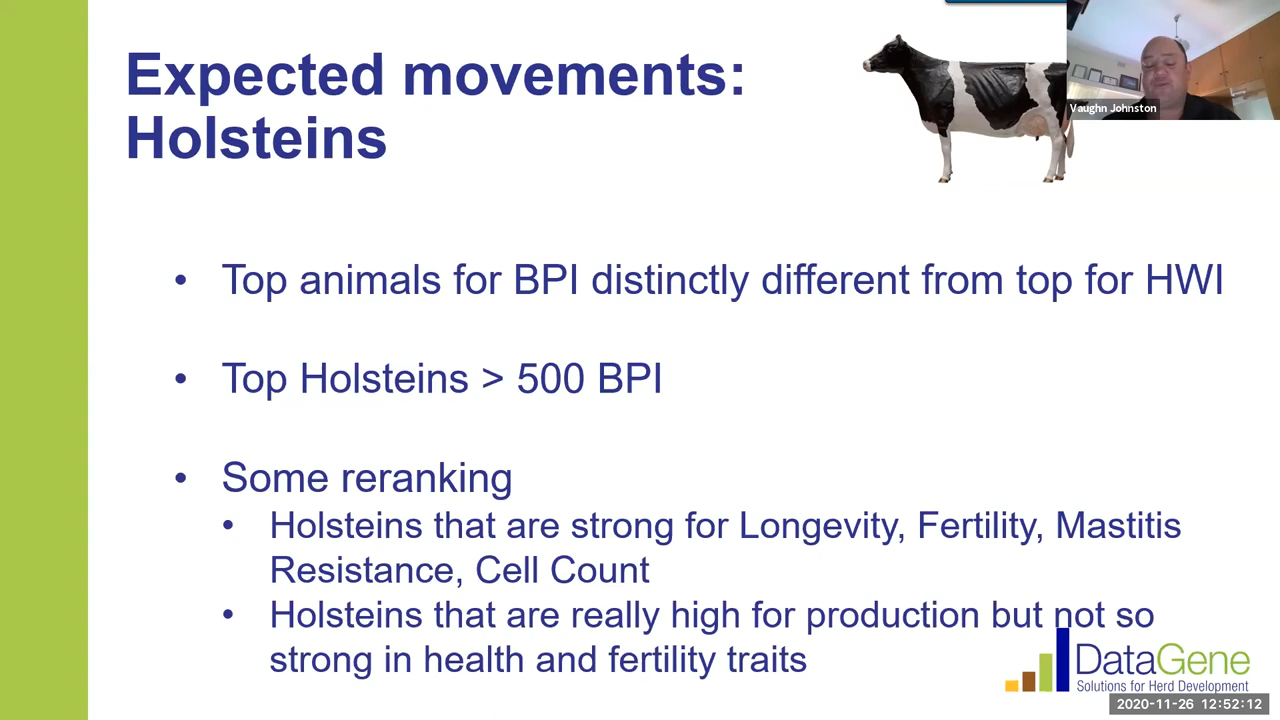 Expected movements:
Holsteins
Vaughn Johnston
• Top animals for BPI distinctly different from top for HWI
• Top Holsteins > 500 BPI
• Some reranking
• Holsteins that are strong for Longevity, Fertility, Mastitis
Resistance, Cell Count
• Holsteins that are really high for production but not so
strong in health and fertility traits
DataGene
Solutions for Herd Development
2020-11-26 12:52:12